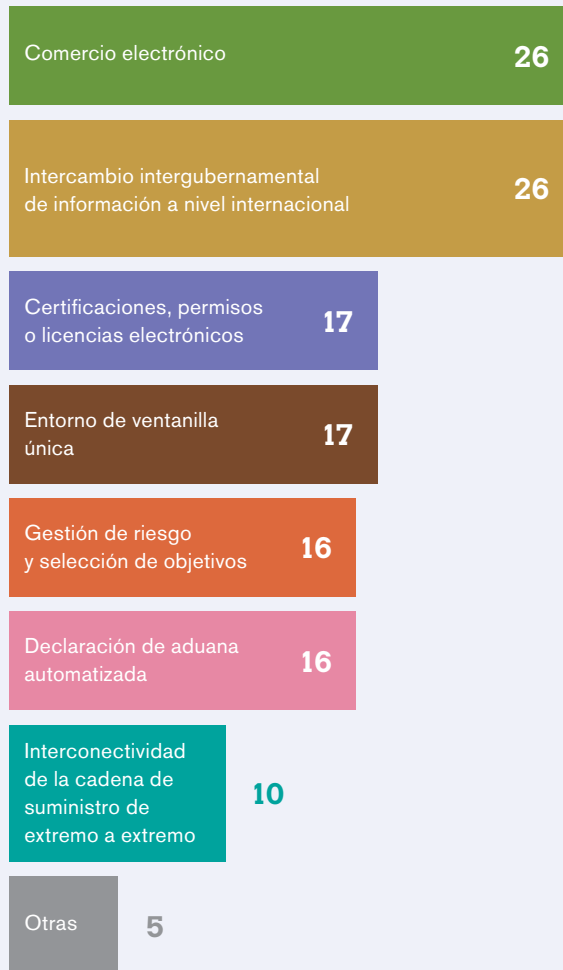 Comercio electrónico 26
Intercambio intergubernamental
de información a nivel internacional 26
Certificaciones, permisos
o licencias electrónicos 17
Entorno de ventanilla
única 17
Gestión de riesgo
y selección de objetivos 16
Declaración de aduana
automatizada 16
Interconectividad
de la cadena de
suministro de
extremo a extremo 10
Otras 5